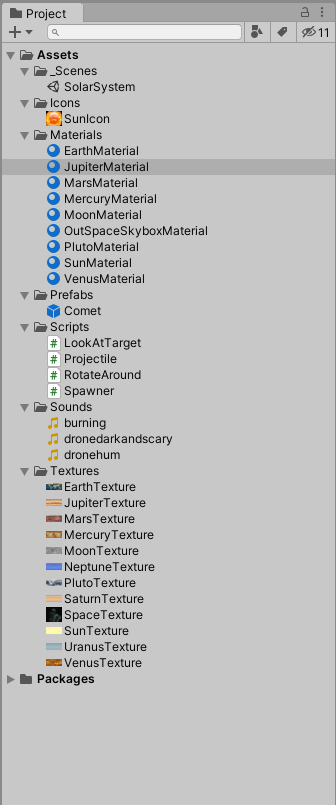 Project
11
Assets
_Scenes
SolarSystem
Icons
SunIcon
Materials
EarthMaterial
JupiterMaterial
MarsMaterial
MercuryMaterial
MoonMaterial
OutSpaceSkyboxMaterial
PlutoMaterial
SunMaterial
VenusMaterial
Prefabs
Comet
Scripts
# LookAtTarget
# Projectile
# RotateAround
# Spawner
Sounds
burning
dronedarkandscary
dronehum
Textures
EarthTexture
JupiterTexture
MarsTexture
MercuryTexture
MoonTexture
NeptuneTexture
PlutoTexture
SaturnTexture
SpaceTexture
SunTexture
UranusTexture
VenusTexture
Packages